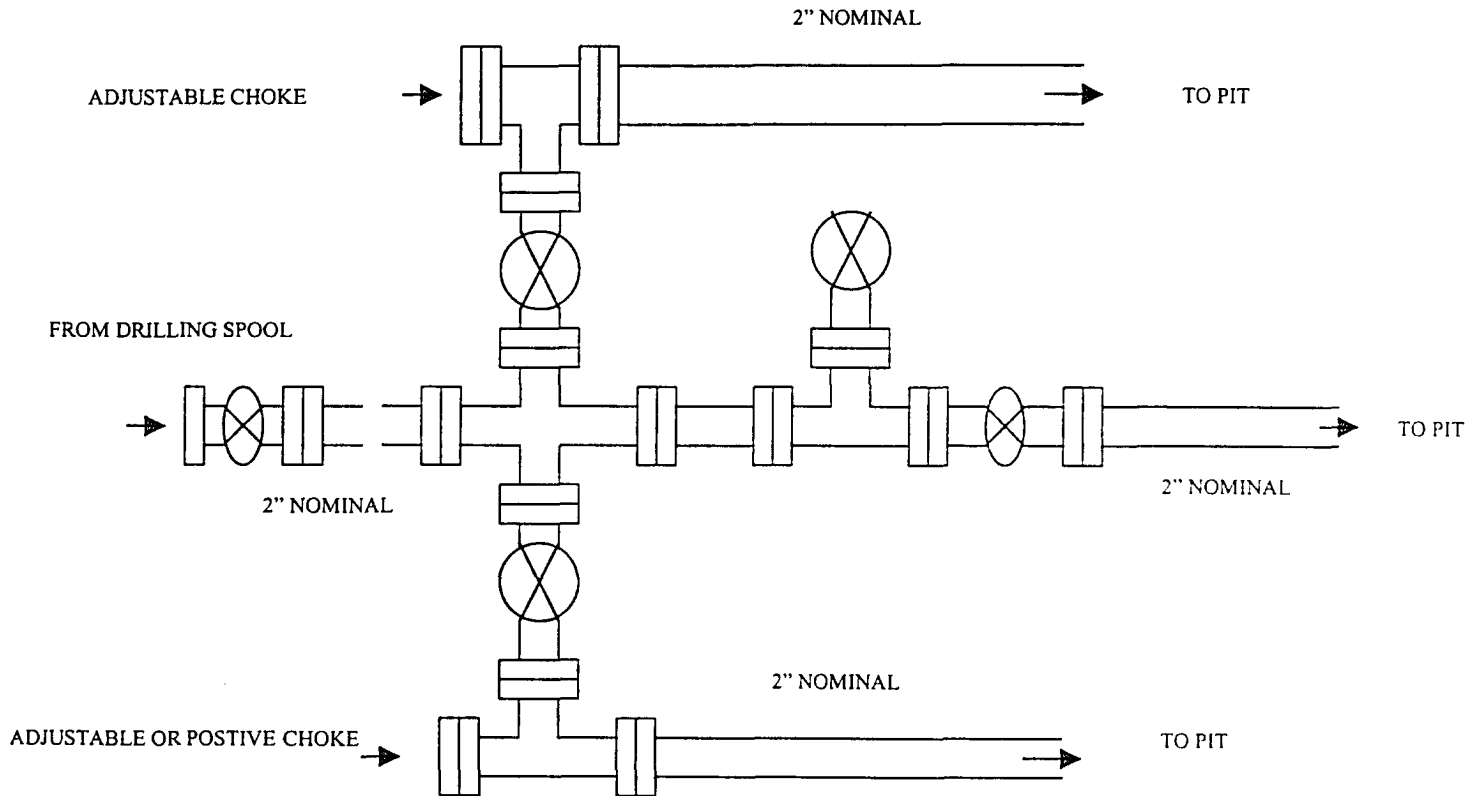 2” NOMINAL
ADJUSTABLE CHOKE
TO PIT
FROM DRILLING SPOOL
TO PIT
2” NOMINAL
2” NOMINAL
2” NOMINAL
ADJUSTABLE OR POSTIVE CHOKE
TO PIT